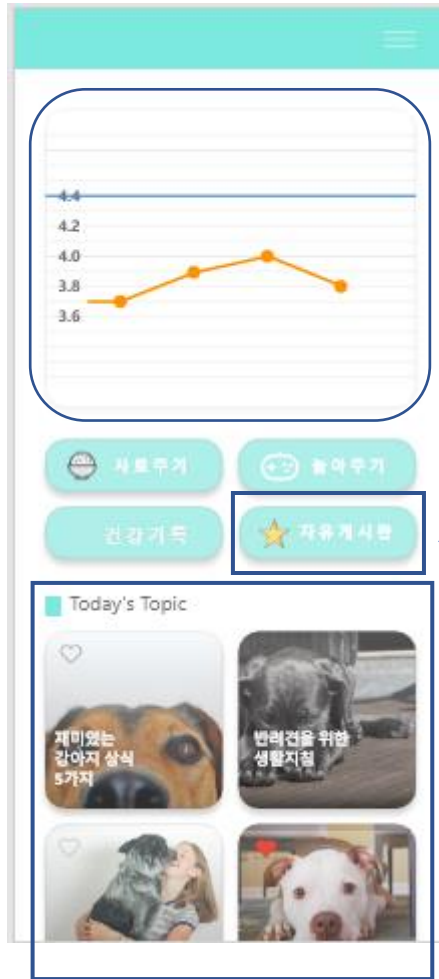 4.4
4.2
4.0
3.8
3.6
사료주기
놀아주기
건강기록
자유게시판
Today's Topic
재미있는
강아지 상식
5가지
반려견을 위한
생활지침